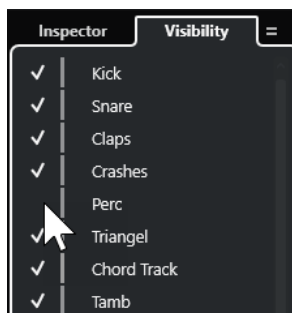 Inspector Visibility
Kick
Snare
Claps
Crashes
Perc
Triangel
Chord Track
Tamb